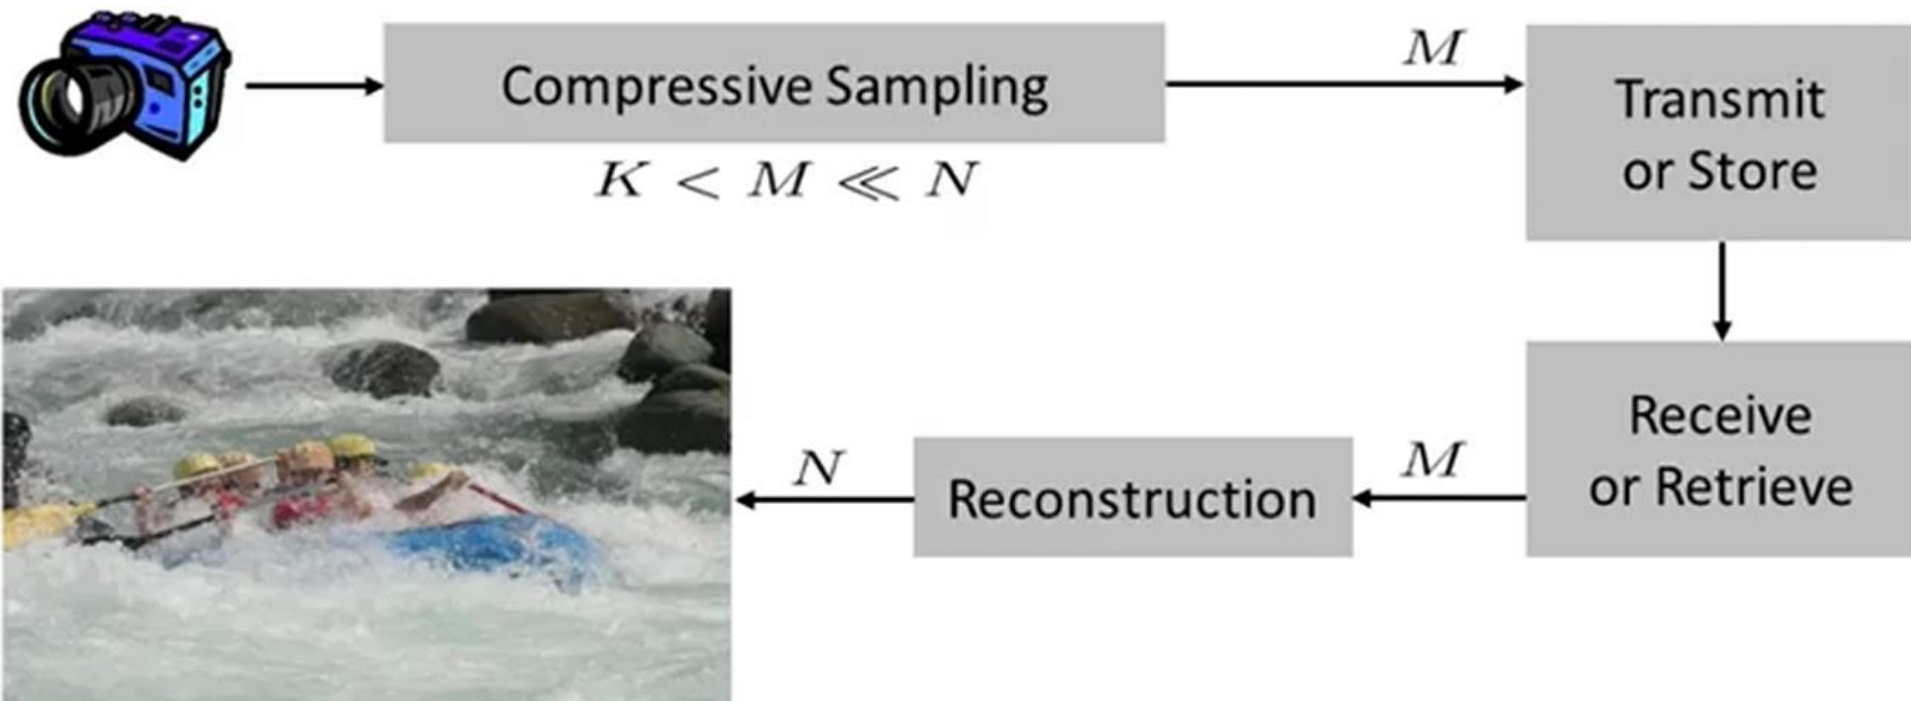 Compressive Sampling
M
Transmit
or Store
K < M ≪ N
Receive
or Retrieve
M
Reconstruction
N